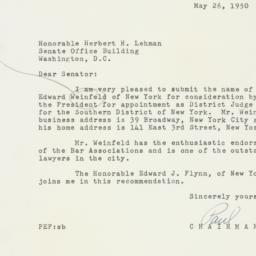 May 26, 1950
Honorable Herbert H. Lehman
Senate Office Building
Washington, D.C.
Dear Senator:
I am very pleased to submit the name of
Edward Weinfeld of New York for consideration by
the President for appointment as District Judge
for the Southern District of New York. Mr. Wein
business address is 39 Broadway, New York City a
his home address is 141 East 3rd Street, New Yor
Mr. Weinfeld has the enthusiastic endors
of the Bar Associations and is one of the outst
lawyers in the city.
The Honorable Edward J. Flynn, of New Yo
joins me in this recommendation.
Sincerely yours
Paul
PEF:sb CHAIRMAN